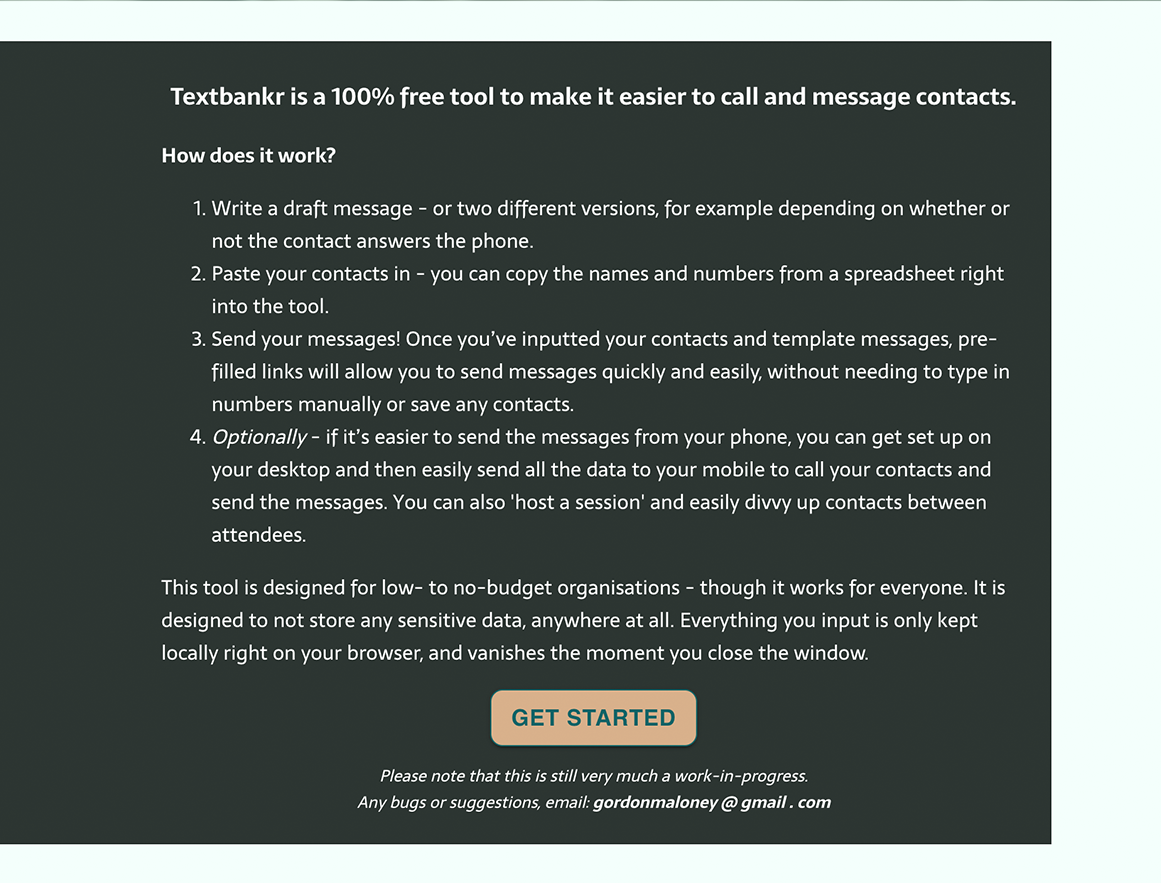 Textbankr is a 100% free tool to make it easier to call and message contacts.
How does it work?
1. Write a draft message - or two different versions, for example depending on whether or
not the contact answers the phone.
2. Paste your contacts in - you can copy the names and numbers from a spreadsheet right
into the tool.
3. Send your messages! Once you’ve inputted your contacts and template messages, pre-
filled links will allow you to send messages quickly and easily, without needing to type in
numbers manually or save any contacts.
4. Optionally - if it’s easier to send the messages from your phone, you can get set up on
your desktop and then easily send all the data to your mobile to call your contacts and
send the messages. You can also 'host a session' and easily divvy up contacts between
attendees.
This tool is designed for low- to no-budget organisations - though it works for everyone. It is
designed to not store any sensitive data, anywhere at all. Everything you input is only kept
locally right on your browser, and vanishes the moment you close the window.
GET STARTED
Please note that this is still very much a work-in-progress.
Any bugs or suggestions, email: gordonmaloney @ gmail . com